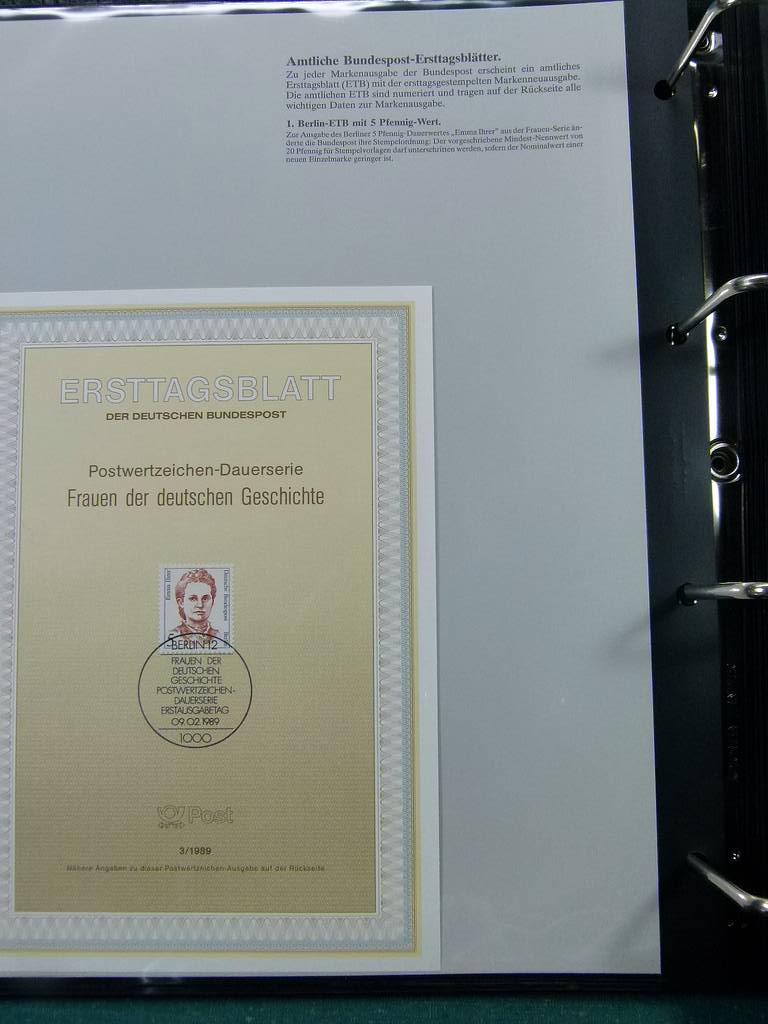 Amtliche Bundespost-Ersttagsblätter.
Zu jeder Markenausgabe der Bundespost erscheint ein amtliches
Ersttagsblatt (ETB) mit der ersttagsgestempelten Markenneuausgabe.
Die amtlichen ETB sind numeriert und tragen auf der Rückseite alle
wichtigen Daten zur Markenausgabe.
1. Berlin-ETB mit 5 Pfennig-Wert.
Zur Ausgabe des Berliner 5 Pfennig-Dauerwertes „Emma Ihrer" aus der Frauen-Serie än-
derte die Bundespost ihre Stempelordnung: Der vorgeschriebene Mindest-Nennwert von
20 Pfennig für Stempelvorlagen darf unterschritten werden, sofern der Nominalwert einer
neuen Einzelmarke geringer ist.
ERSTTAGSBLATT
DER DEUTSCHEN BUNDESPOST
Postwertzeichen-Dauerserie
Frauen der deutschen Geschichte
Emma Ihrer
Deutsche Bundespost Berlin
5
BERLIN 12
FRAUEN DER
DEUTSCHEN
GESCHICHTE
POSTWERTZEICHEN-
DAUERSERIE
ERSTAUSGABETAG
09.02.1989
1000
Post
3/1989
Nähere Angaben zu dieser Postwertzeichen-Ausgabe auf der Rückseite